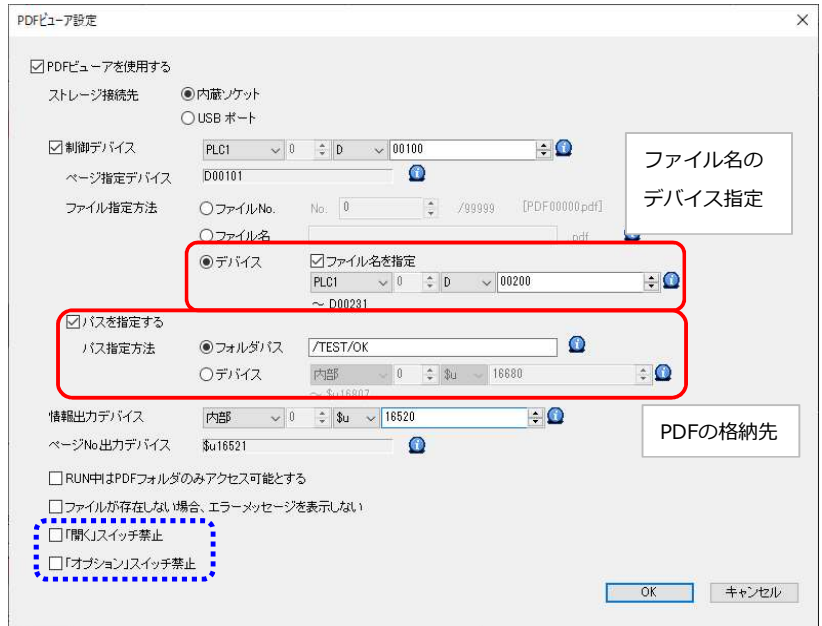 PDFビューア設定
PDFビューアを使用する
ストレージ接続先 内蔵ソケット
USB ポート
制御デバイス PLC1 0 D 00100
ページ指定デバイス D00101
ファイル名の
デバイス指定
ファイル指定方法 ファイルNo. No. 0 /99999 [PDF00000.pdf]
ファイル名 .pdf
デバイス ファイル名を指定
PLC1 0 D 00200
～ D00231
パスを指定する
パス指定方法 フォルダパス /TEST/OK
デバイス 内部 0 $u 16680
～ $u16807
情報出力デバイス 内部 0 $u 16520
ページNo出力デバイス $u16521
PDFの格納先
RUN中はPDFフォルダのみアクセス可能とする
ファイルが存在しない場合、エラーメッセージを表示しない
「開く」スイッチ禁止
「オプション」スイッチ禁止
OK キャンセル